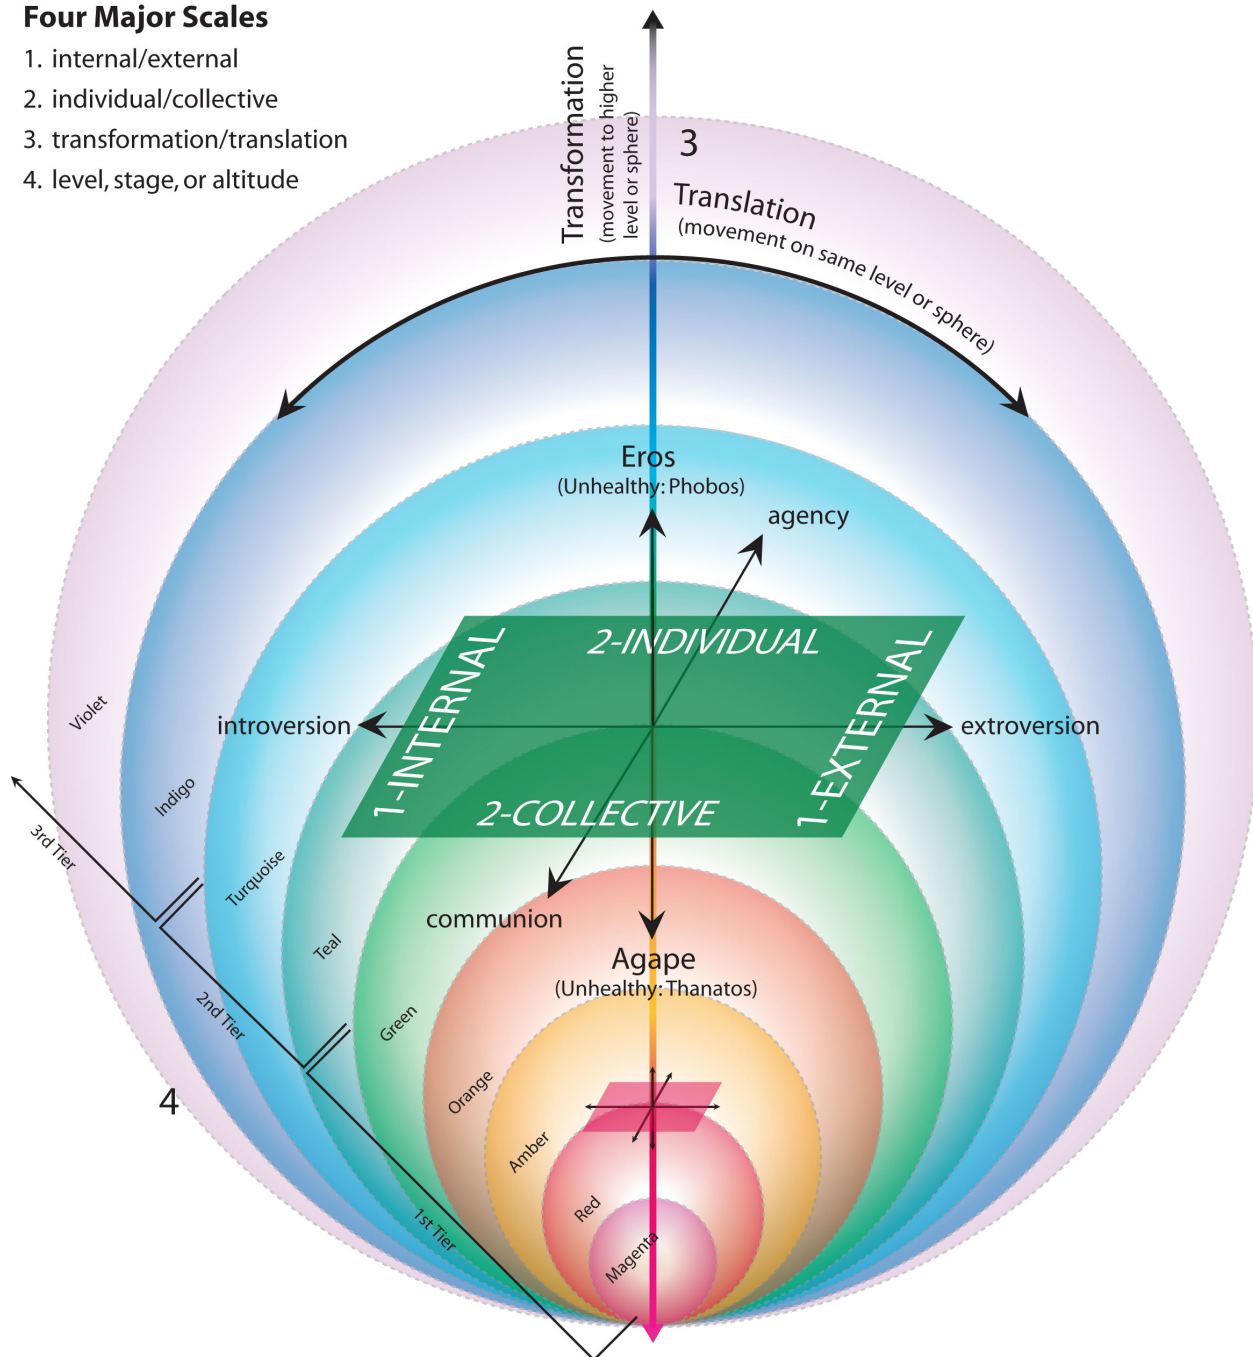 Four Major Scales
1. internal/external
2. individual/collective
3. transformation/translation
4. level, stage, or altitude
Transformation
(movement to higher
level or sphere)
3
Translation
(movement on same level or sphere)
Eros
(Unhealthy: Phobos)
agency
2-INDIVIDUAL
1-INTERNAL
1-EXTERNAL
introversion
extroversion
2-COLLECTIVE
communion
Agape
(Unhealthy: Thanatos)
Violet
Indigo
Turquoise
Teal
Green
Orange
Amber
Red
Magenta
3rd Tier
2nd Tier
1st Tier
4